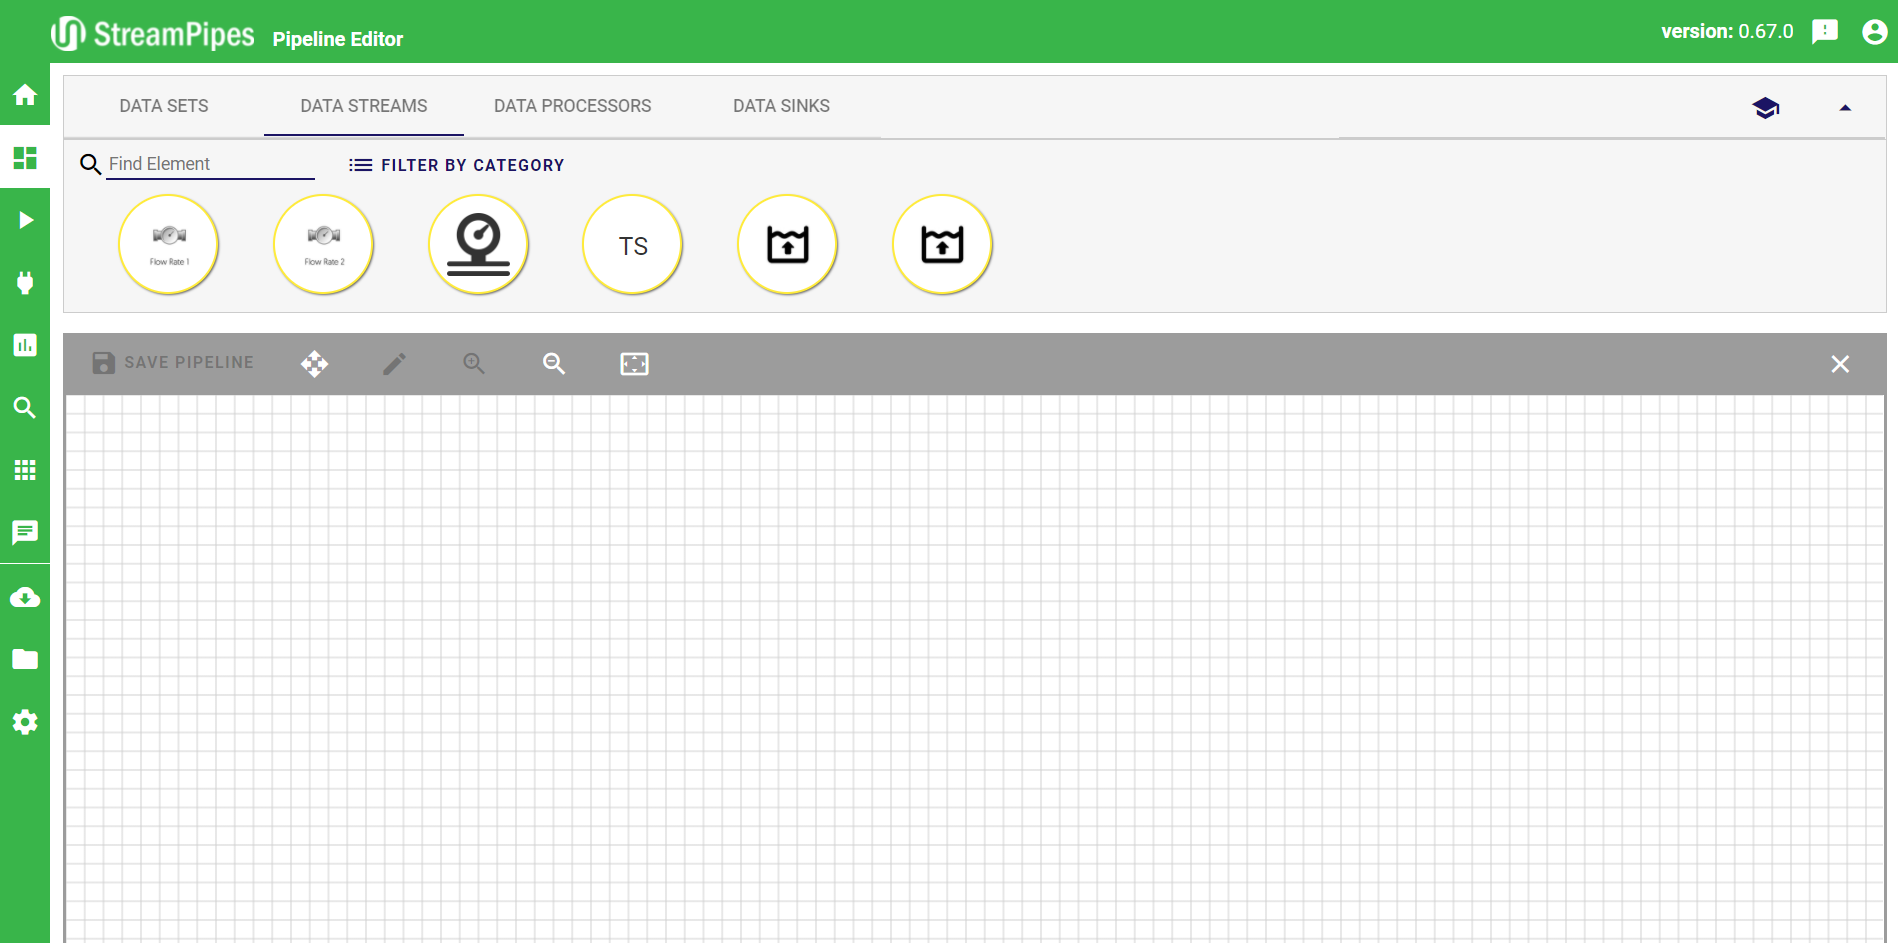 StreamPipes Pipeline Editor
version: 0.67.0
DATA SETS DATA STREAMS DATA PROCESSORS DATA SINKS
Find Element FILTER BY CATEGORY
Flow Rate 1 Flow Rate 2 TS
SAVE PIPELINE